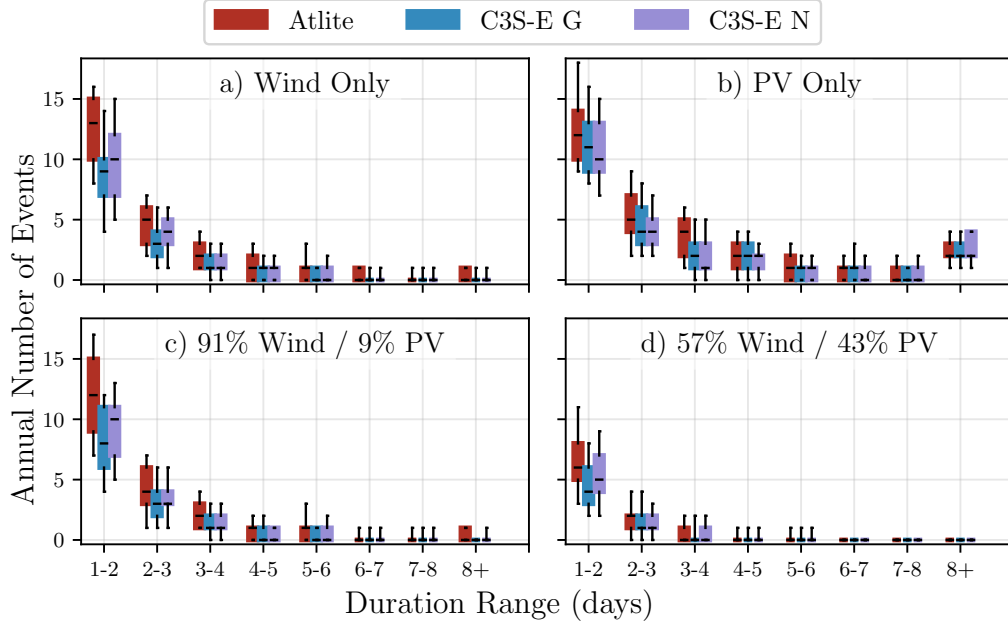 Atlite C3S-E G C3S-E N
a) Wind Only
b) PV Only
15
10
5
0
c) 91% Wind / 9% PV
d) 57% Wind / 43% PV
15
10
5
0
Annual Number of Events
1-2 2-3 3-4 4-5 5-6 6-7 7-8 8+
1-2 2-3 3-4 4-5 5-6 6-7 7-8 8+
Duration Range (days)